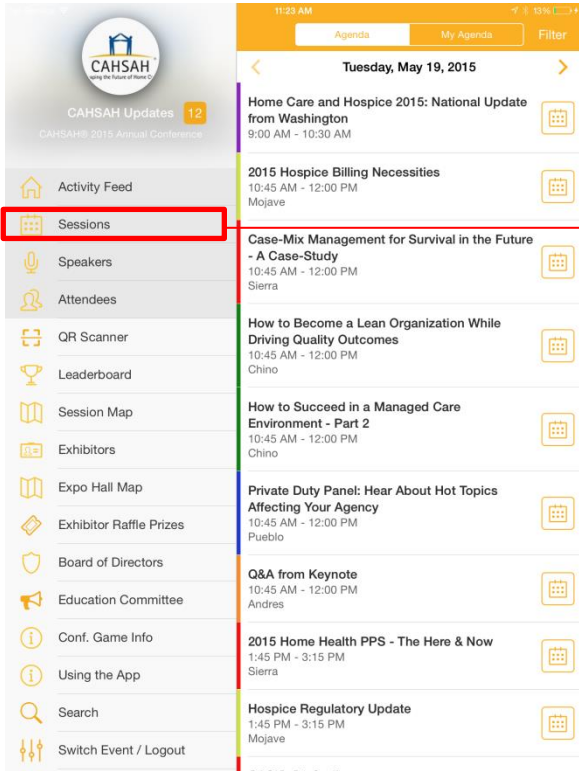 11:23 AM
13%
CAHSAH
aping the Future of Home C
CAHSAH Updates 12
CAHSAH® 2015 Annual Conference
Activity Feed
Sessions
Speakers
Attendees
QR Scanner
Leaderboard
Session Map
Exhibitors
Expo Hall Map
Exhibitor Raffle Prizes
Board of Directors
Education Committee
Conf. Game Info
Using the App
Search
Switch Event / Logout
Agenda
My Agenda
Filter
Tuesday, May 19, 2015
Home Care and Hospice 2015: National Update
from Washington
9:00 AM - 10:30 AM
2015 Hospice Billing Necessities
10:45 AM - 12:00 PM
Mojave
Case-Mix Management for Survival in the Future
- A Case-Study
10:45 AM - 12:00 PM
Sierra
How to Become a Lean Organization While
Driving Quality Outcomes
10:45 AM - 12:00 PM
Chino
How to Succeed in a Managed Care
Environment - Part 2
10:45 AM - 12:00 PM
Chino
Private Duty Panel: Hear About Hot Topics
Affecting Your Agency
10:45 AM - 12:00 PM
Pueblo
Q&A from Keynote
10:45 AM - 12:00 PM
Andres
2015 Home Health PPS - The Here & Now
1:45 PM - 3:15 PM
Sierra
Hospice Regulatory Update
1:45 PM - 3:15 PM
Mojave